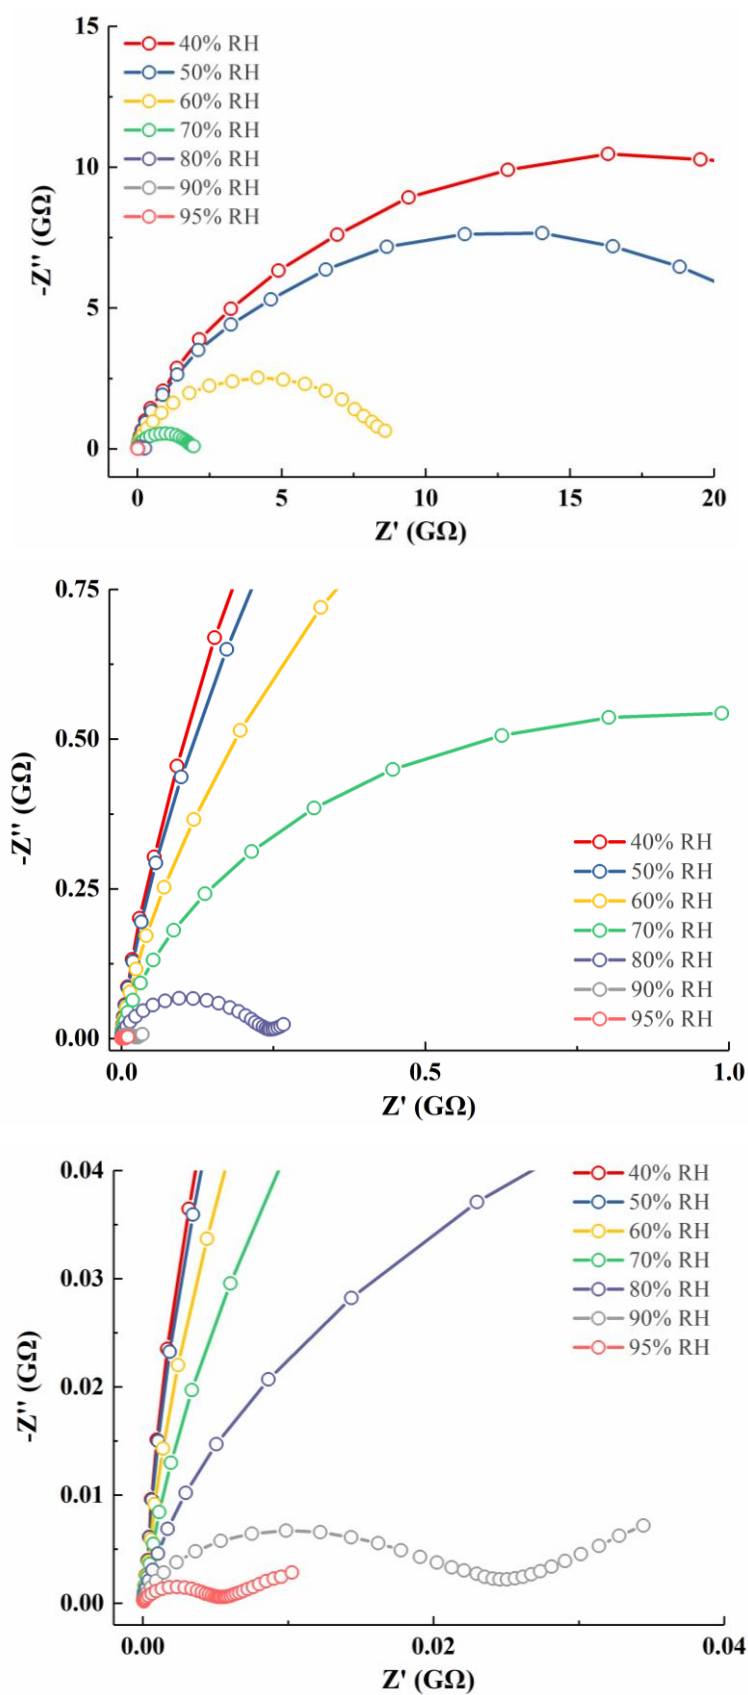 15
10
5
0
-Z'' (GΩ)
40% RH
50% RH
60% RH
70% RH
80% RH
90% RH
95% RH
0 5 10 15 20
Z' (GΩ)
0.75
0.50
0.25
0.00
-Z'' (GΩ)
40% RH
50% RH
60% RH
70% RH
80% RH
90% RH
95% RH
0.0 0.5 1.0
Z' (GΩ)
0.04
0.03
0.02
0.01
0.00
-Z'' (GΩ)
40% RH
50% RH
60% RH
70% RH
80% RH
90% RH
95% RH
0.00 0.02 0.04
Z' (GΩ)